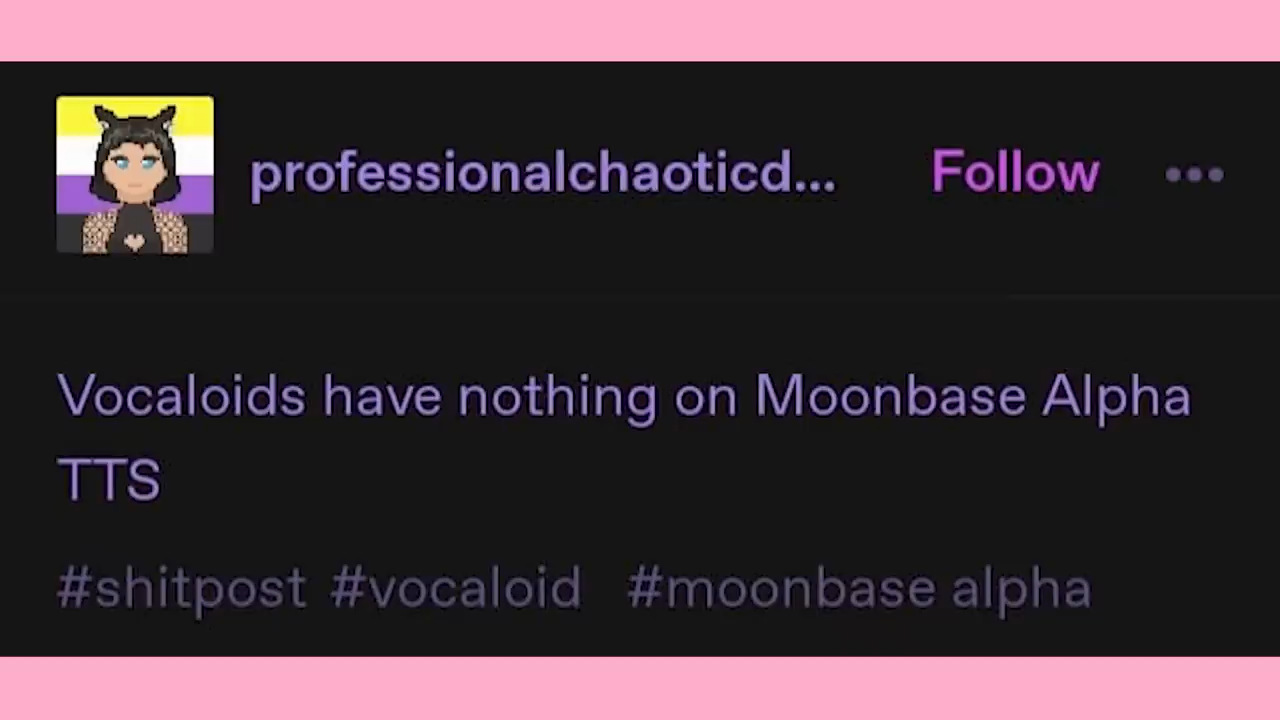 professionalchaoticd... Follow
Vocaloids have nothing on Moonbase Alpha
TTS
#shitpost #vocaloid #moonbase alpha